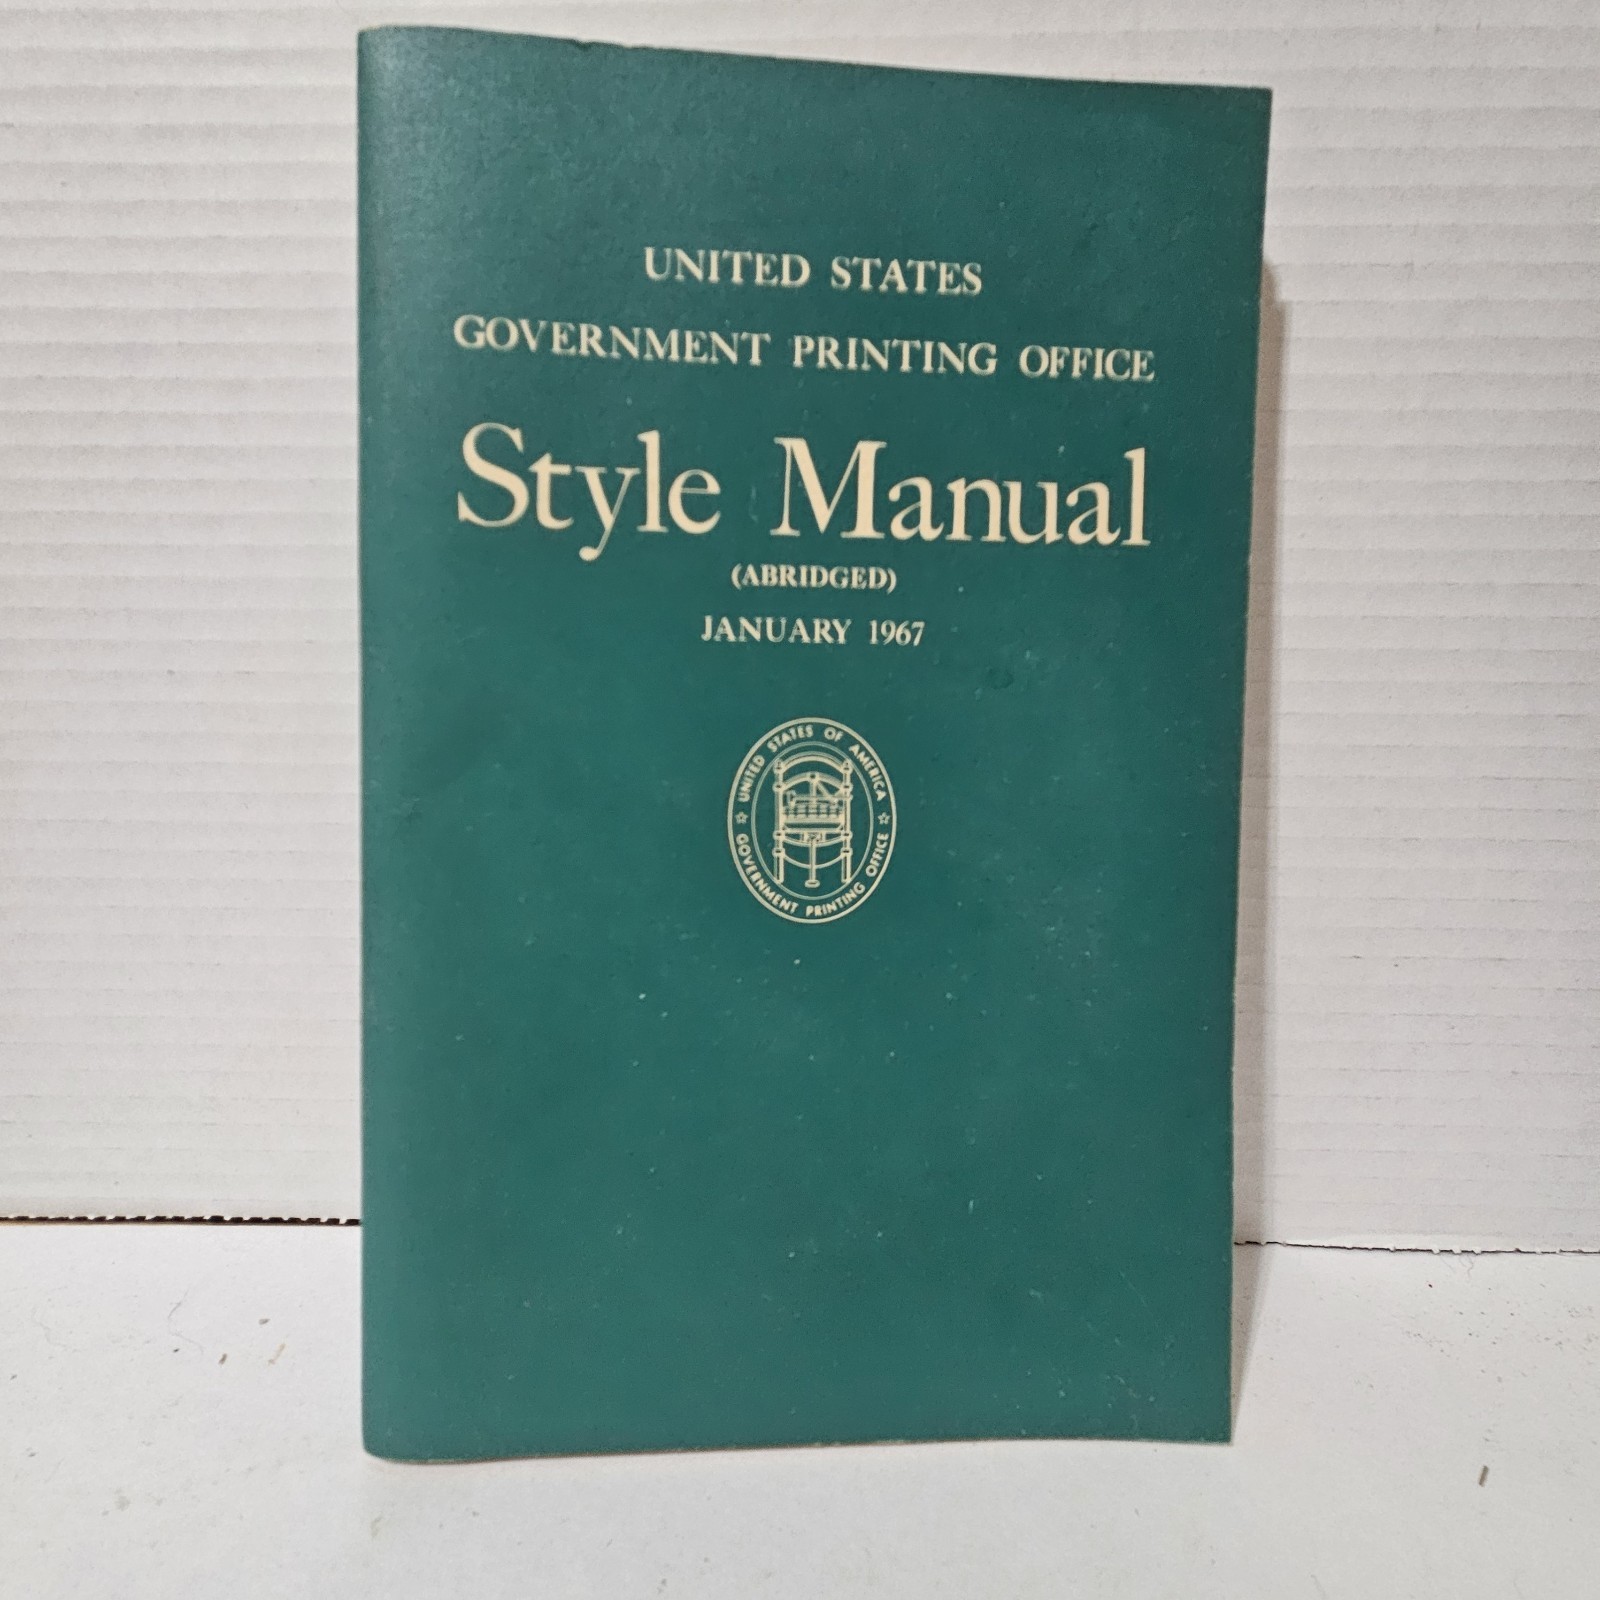 UNITED STATES
GOVERNMENT PRINTING OFFICE
Style Manual
(ABRIDGED)
JANUARY 1967
UNITED STATES OF AMERICA
GOVERNMENT PRINTING OFFICE